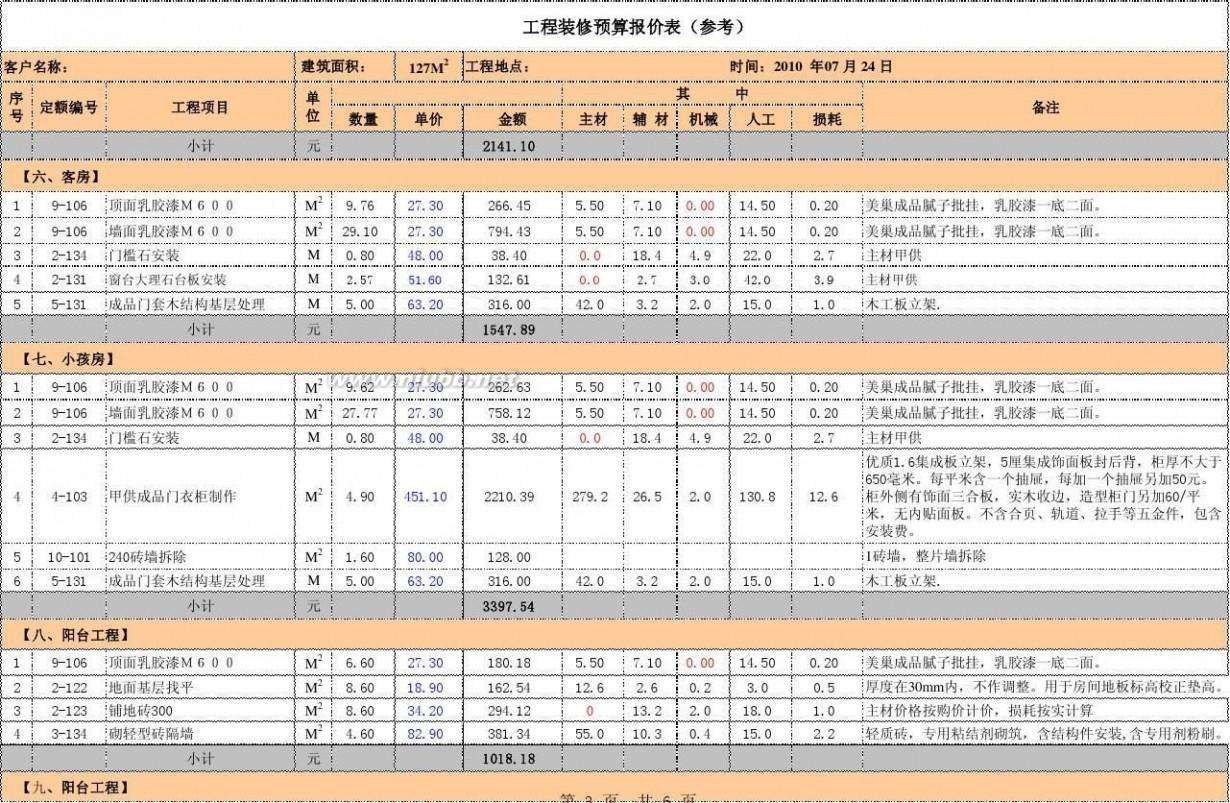 工程装修预算报价表（参考）
客户名称： 建筑面积： 127M² 工程地点： 时间：2010 年07 月 24 日
序号 定额编号 工程项目 单位 数量 单价 金额 其 中 主材 辅 材 机械 人工 损耗 备注
小计 元 2141.10
【六、客房】
1 9-106 顶面乳胶漆M６００ M² 9.76 27.30 266.45 5.50 7.10 0.00 14.50 0.20 美巢成品腻子批挂，乳胶漆一底二面。
2 9-106 墙面乳胶漆M６００ M² 29.10 27.30 794.43 5.50 7.10 0.00 14.50 0.20 美巢成品腻子批挂，乳胶漆一底二面。
3 2-134 门槛石安装 M 0.80 48.00 38.40 0.0 18.4 4.9 22.0 2.7 主材甲供
4 2-131 窗台大理石台板安装 M 2.57 51.60 132.61 0.0 2.7 3.0 42.0 3.9 主材甲供
5 5-131 成品门套木结构基层处理 M 5.00 63.20 316.00 42.0 3.2 2.0 15.0 1.0 木工板立架.
小计 元 1547.89
【七、小孩房】
1 9-106 顶面乳胶漆M６００ M² 9.62 27.30 262.63 5.50 7.10 0.00 14.50 0.20 美巢成品腻子批挂，乳胶漆一底二面。
www.niubb.net
2 9-106 墙面乳胶漆M６００ M² 27.77 27.30 758.12 5.50 7.10 0.00 14.50 0.20 美巢成品腻子批挂，乳胶漆一底二面。
3 2-134 门槛石安装 M 0.80 48.00 38.40 0.0 18.4 4.9 22.0 2.7 主材甲供
4 4-103 甲供成品门衣柜制作 M² 4.90 451.10 2210.39 279.2 26.5 2.0 130.8 12.6 优质1.6集成板立架，5厘集成饰面板封后背，柜厚不大于
650毫米。每平米含一个抽屉，每加一个抽屉另加50元。
柜外侧有饰面三合板，实木收边，造型柜门另加60/平
米，无内贴面板。不含合页、轨道、拉手等五金件，包含
安装费。
5 10-101 240砖墙拆除 M² 1.60 80.00 128.00 1砖墙，整片墙拆除
6 5-131 成品门套木结构基层处理 M 5.00 63.20 316.00 42.0 3.2 2.0 15.0 1.0 木工板立架.
小计 元 3397.54
【八、阳台工程】
1 9-106 顶面乳胶漆M６００ M² 6.60 27.30 180.18 5.50 7.10 0.00 14.50 0.20 美巢成品腻子批挂，乳胶漆一底二面。
2 2-122 地面基层找平 M² 8.60 18.90 162.54 12.6 2.6 0.2 3.0 0.5 厚度在30mm内，不作调整。用于房间地板标高校正垫高。
3 2-123 铺地砖300 M² 8.60 34.20 294.12 0 13.2 2.0 18.0 1.0 主材价格按购价计价，损耗按实计算
4 3-134 砌轻型砖隔墙 M² 4.60 82.90 381.34 55.0 10.3 0.4 15.0 2.2 轻质砖，专用粘结剂砌筑，含结构件安装,含专用剂粉刷。
小计 元 1018.18
【九、阳台工程】
第 3 页，共 6 页